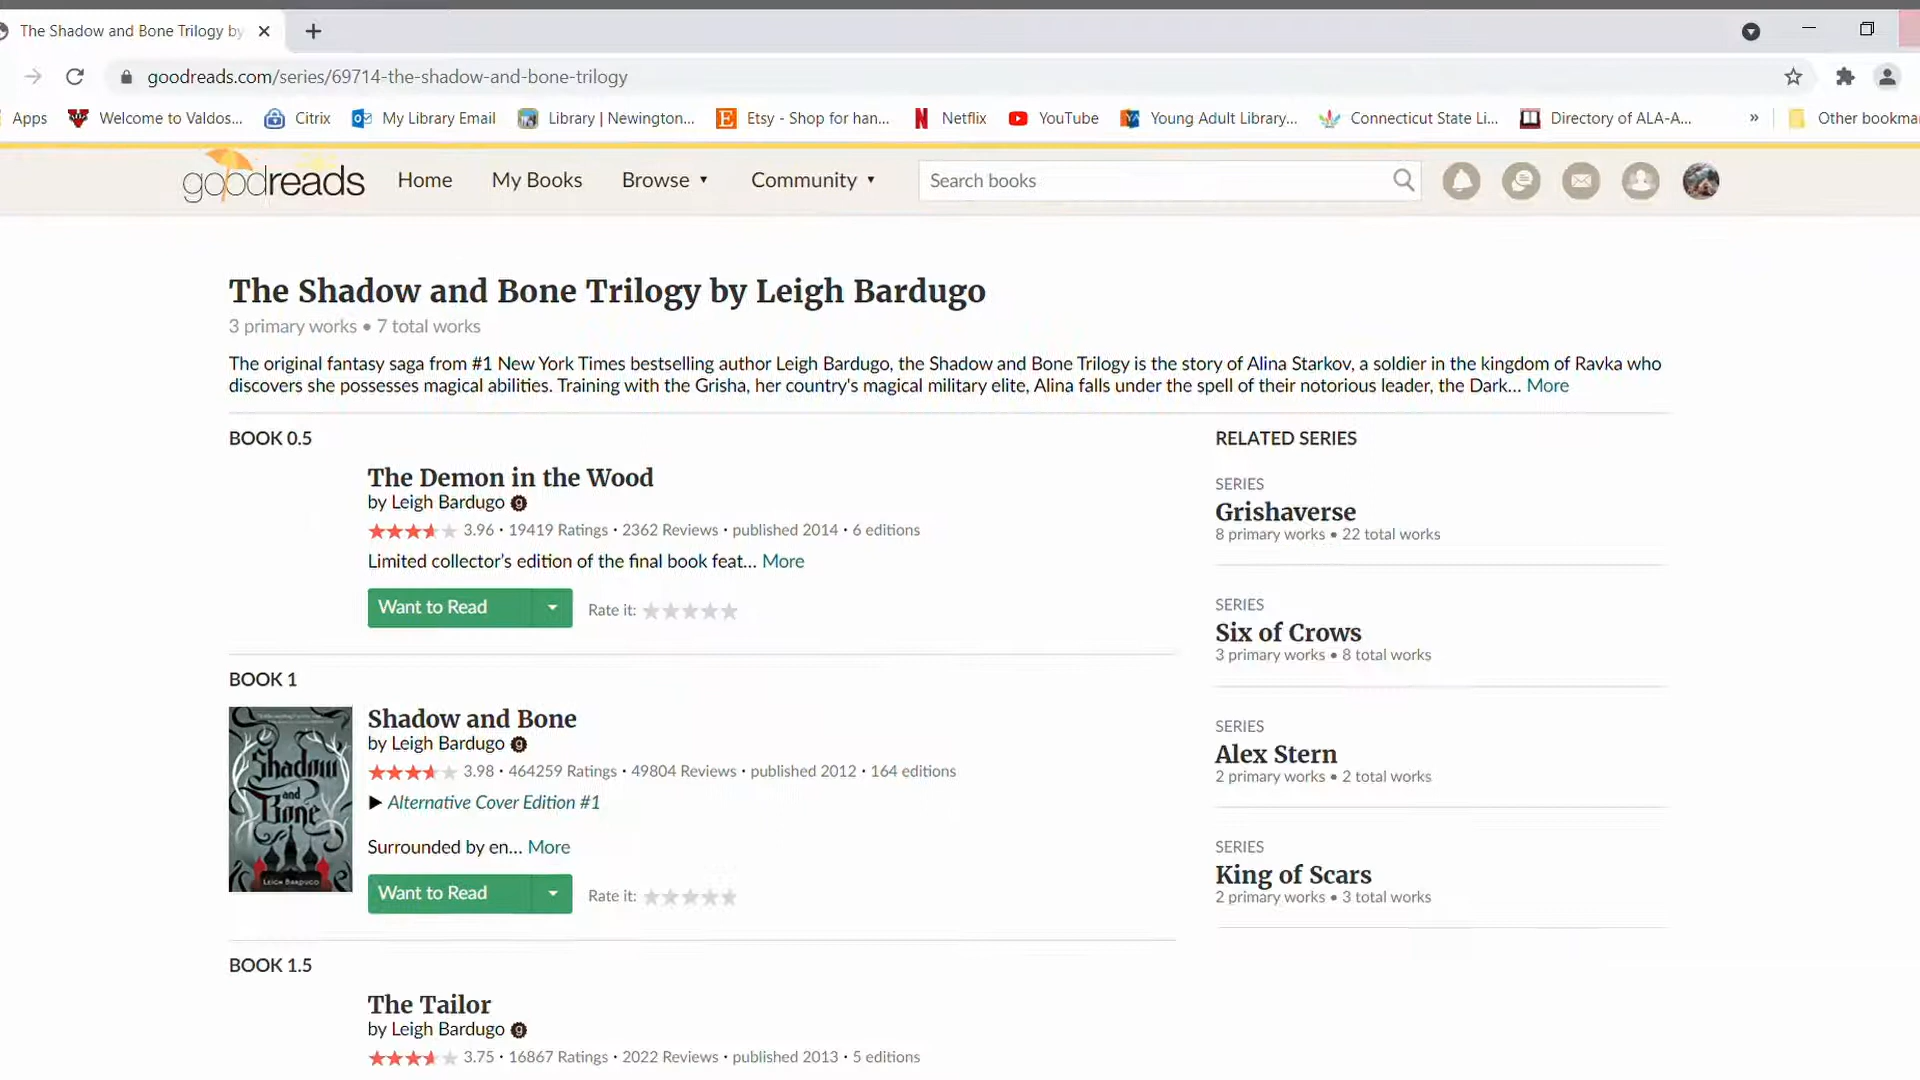 The Shadow and Bone Trilogy by
goodreads.com/series/69714-the-shadow-and-bone-trilogy
Apps Welcome to Valdos... Citrix My Library Email Library | Newington... Etsy - Shop for han... Netflix YouTube Young Adult Library... Connecticut State Li... Directory of ALA-A... » Other bookma
goodreads Home My Books Browse ▼ Community ▼ Search books
The Shadow and Bone Trilogy by Leigh Bardugo
3 primary works • 7 total works
The original fantasy saga from #1 New York Times bestselling author Leigh Bardugo, the Shadow and Bone Trilogy is the story of Alina Starkov, a soldier in the kingdom of Ravka who
discovers she possesses magical abilities. Training with the Grisha, her country's magical military elite, Alina falls under the spell of their notorious leader, the Dark... More
BOOK 0.5
The Demon in the Wood
by Leigh Bardugo
3.96 · 19419 Ratings · 2362 Reviews · published 2014 · 6 editions
Limited collector's edition of the final book feat... More
Want to Read Rate it:
BOOK 1
Shadow and Bone
Leigh Bardugo
Shadow and Bone
by Leigh Bardugo
3.98 · 464259 Ratings · 49804 Reviews · published 2012 · 164 editions
▶ Alternative Cover Edition #1
Surrounded by en... More
Want to Read Rate it:
BOOK 1.5
The Tailor
by Leigh Bardugo
3.75 · 16867 Ratings · 2022 Reviews · published 2013 · 5 editions
RELATED SERIES
SERIES
Grishaverse
8 primary works • 22 total works
SERIES
Six of Crows
3 primary works • 8 total works
SERIES
Alex Stern
2 primary works • 2 total works
SERIES
King of Scars
2 primary works • 3 total works